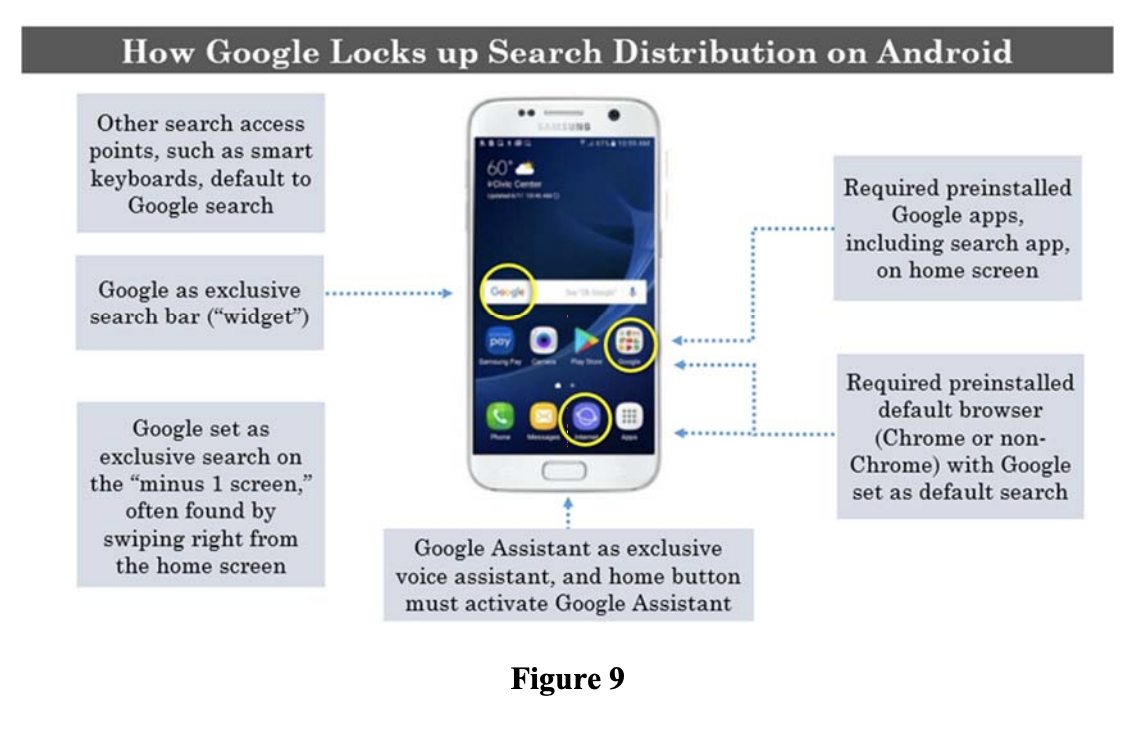 How Google Locks up Search Distribution on Android
Other search access
points, such as smart
keyboards, default to
Google search
Google as exclusive
search bar (“widget”)
Google set as
exclusive search on
the “minus 1 screen,”
often found by
swiping right from
the home screen
SAMSUNG
10:55 AM
60°
Civic Center
Google
Say "Ok Google"
pay
Samsung Pay
Camera
Play Store
Google
Phone
Messages
Internet
Apps
Required preinstalled
Google apps,
including search app,
on home screen
Required preinstalled
default browser
(Chrome or non-
Chrome) with Google
set as default search
Google Assistant as exclusive
voice assistant, and home button
must activate Google Assistant
Figure 9